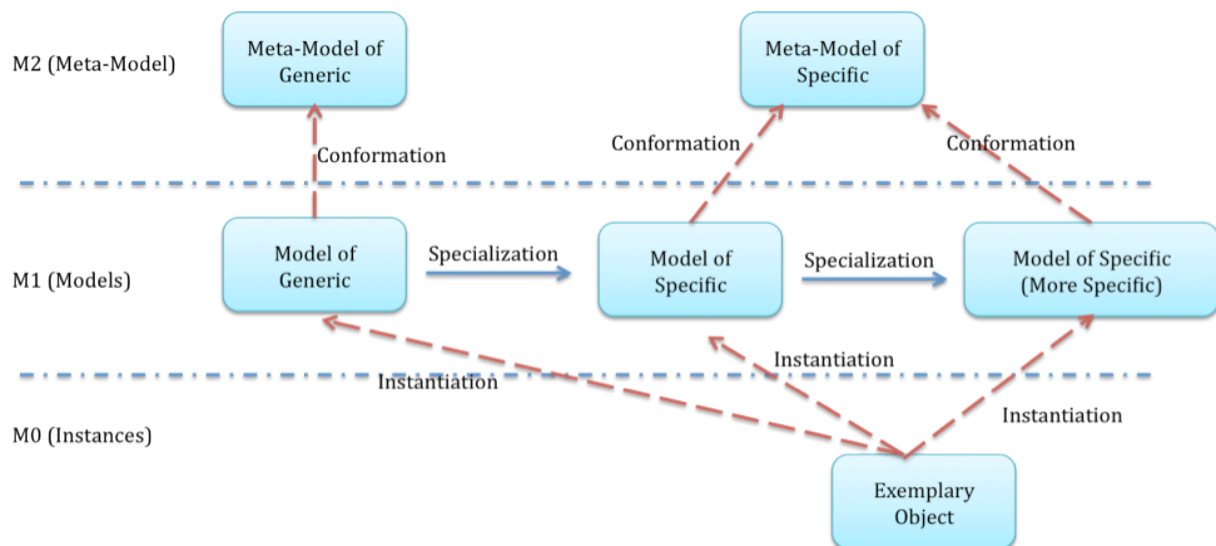 M2 (Meta-Model)
Meta-Model of
Generic
Meta-Model of
Specific
Conformation
Conformation
Conformation
M1 (Models)
Model of
Generic
Specialization
Model of
Specific
Specialization
Model of Specific
(More Specific)
Instantiation
Instantiation
Instantiation
M0 (Instances)
Exemplary
Object